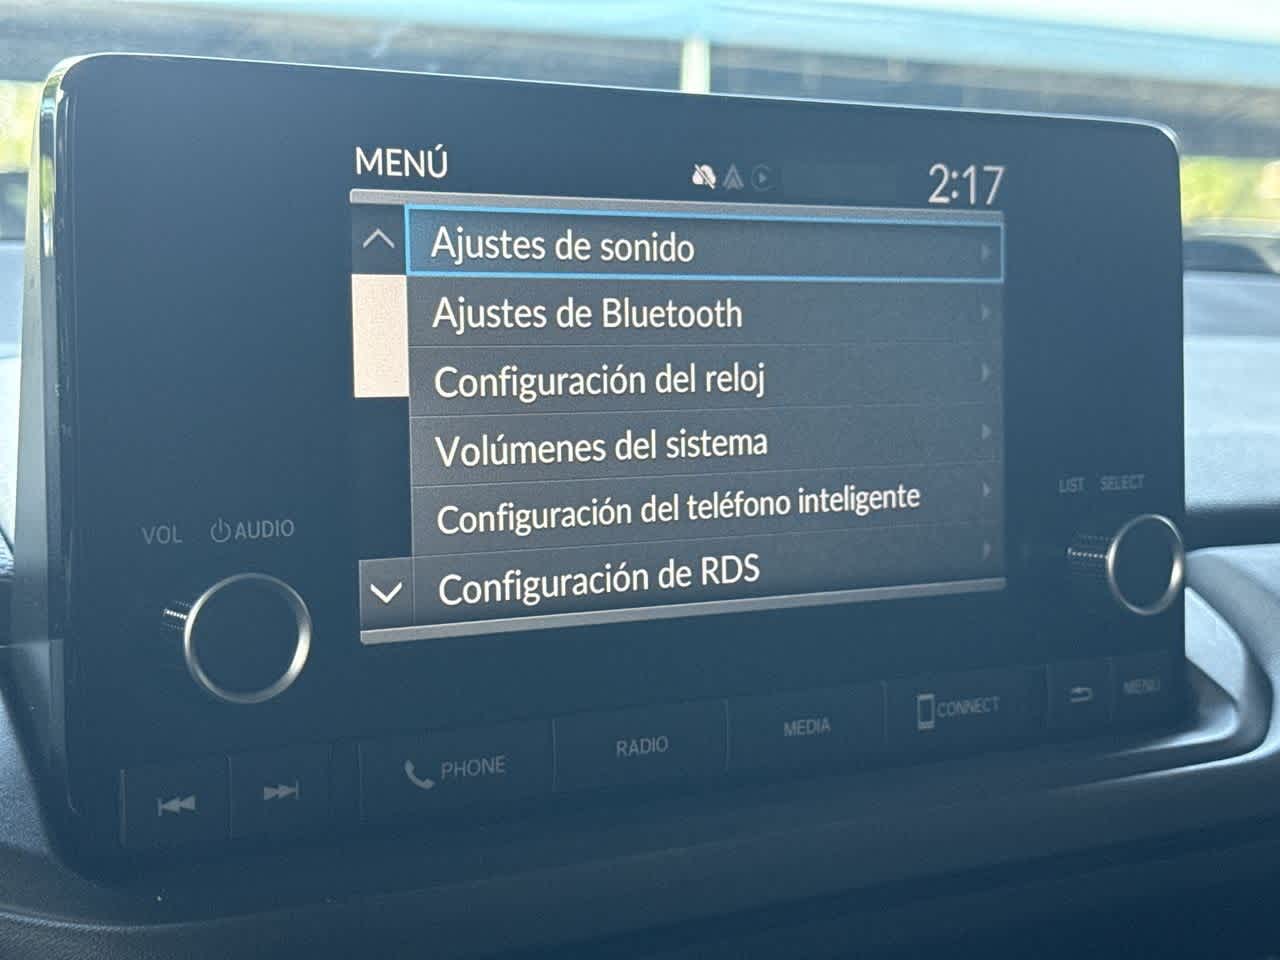 MENÚ
2:17
Ajustes de sonido
Ajustes de Bluetooth
Configuración del reloj
Volúmenes del sistema
Configuración del teléfono inteligente
Configuración de RDS
VOL AUDIO
LIST SELECT
PHONE
RADIO
MEDIA
CONNECT
MENU